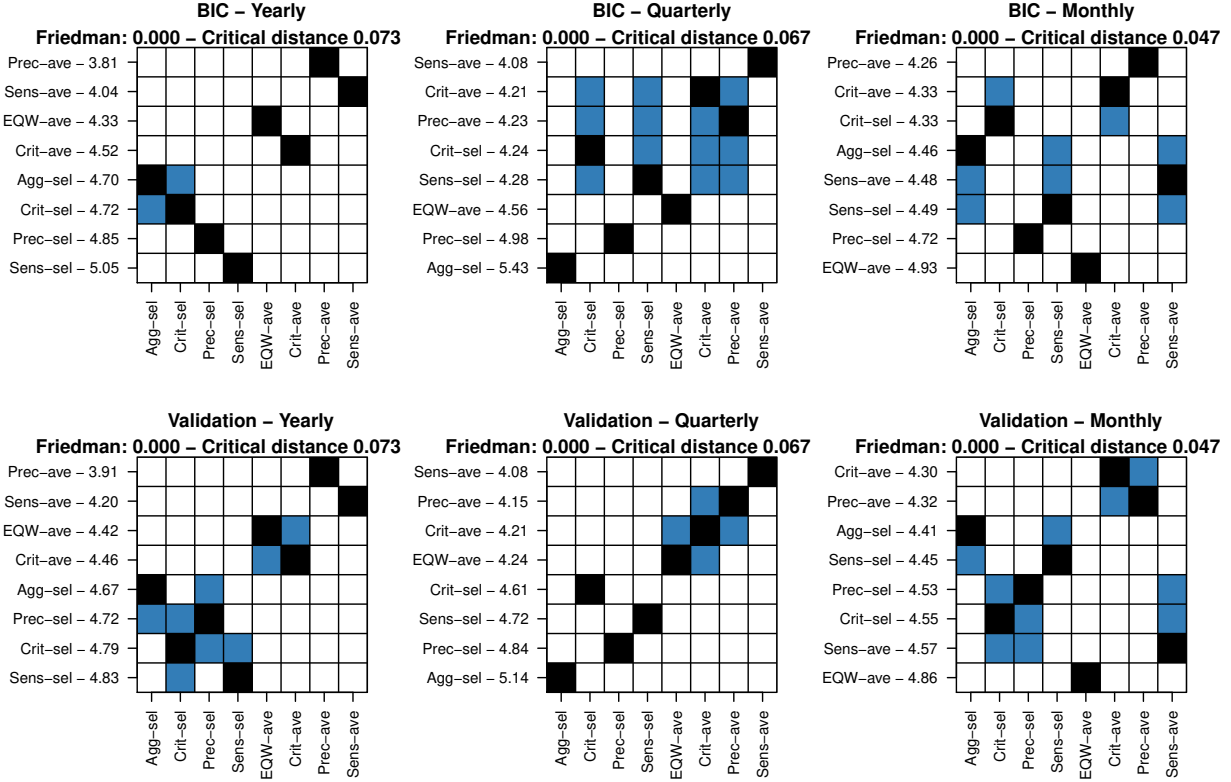 BIC – Yearly
Friedman: 0.000 – Critical distance 0.073
Prec−ave − 3.81
Sens−ave − 4.04
EQW−ave − 4.33
Crit−ave − 4.52
Agg−sel − 4.70
Crit−sel − 4.72
Prec−sel − 4.85
Sens−sel − 5.05
Agg−sel
Crit−sel
Prec−sel
Sens−sel
EQW−ave
Crit−ave
Prec−ave
Sens−ave
BIC – Quarterly
Friedman: 0.000 – Critical distance 0.067
Sens−ave − 4.08
Crit−ave − 4.21
Prec−ave − 4.23
Crit−sel − 4.24
Sens−sel − 4.28
EQW−ave − 4.56
Prec−sel − 4.98
Agg−sel − 5.43
Agg−sel
Crit−sel
Prec−sel
Sens−sel
EQW−ave
Crit−ave
Prec−ave
Sens−ave
BIC – Monthly
Friedman: 0.000 – Critical distance 0.047
Prec−ave − 4.26
Crit−ave − 4.33
Crit−sel − 4.33
Agg−sel − 4.46
Sens−ave − 4.48
Sens−sel − 4.49
Prec−sel − 4.72
EQW−ave − 4.93
Agg−sel
Crit−sel
Prec−sel
Sens−sel
EQW−ave
Crit−ave
Prec−ave
Sens−ave
Validation – Yearly
Friedman: 0.000 – Critical distance 0.073
Prec−ave − 3.91
Sens−ave − 4.20
EQW−ave − 4.42
Crit−ave − 4.46
Agg−sel − 4.67
Prec−sel − 4.72
Crit−sel − 4.79
Sens−sel − 4.83
Agg−sel
Crit−sel
Prec−sel
Sens−sel
EQW−ave
Crit−ave
Prec−ave
Sens−ave
Validation – Quarterly
Friedman: 0.000 – Critical distance 0.067
Sens−ave − 4.08
Prec−ave − 4.15
Crit−ave − 4.21
EQW−ave − 4.24
Crit−sel − 4.61
Sens−sel − 4.72
Prec−sel − 4.84
Agg−sel − 5.14
Agg−sel
Crit−sel
Prec−sel
Sens−sel
EQW−ave
Crit−ave
Prec−ave
Sens−ave
Validation – Monthly
Friedman: 0.000 – Critical distance 0.047
Crit−ave − 4.30
Prec−ave − 4.32
Agg−sel − 4.41
Sens−sel − 4.45
Prec−sel − 4.53
Crit−sel − 4.55
Sens−ave − 4.57
EQW−ave − 4.86
Agg−sel
Crit−sel
Prec−sel
Sens−sel
EQW−ave
Crit−ave
Prec−ave
Sens−ave